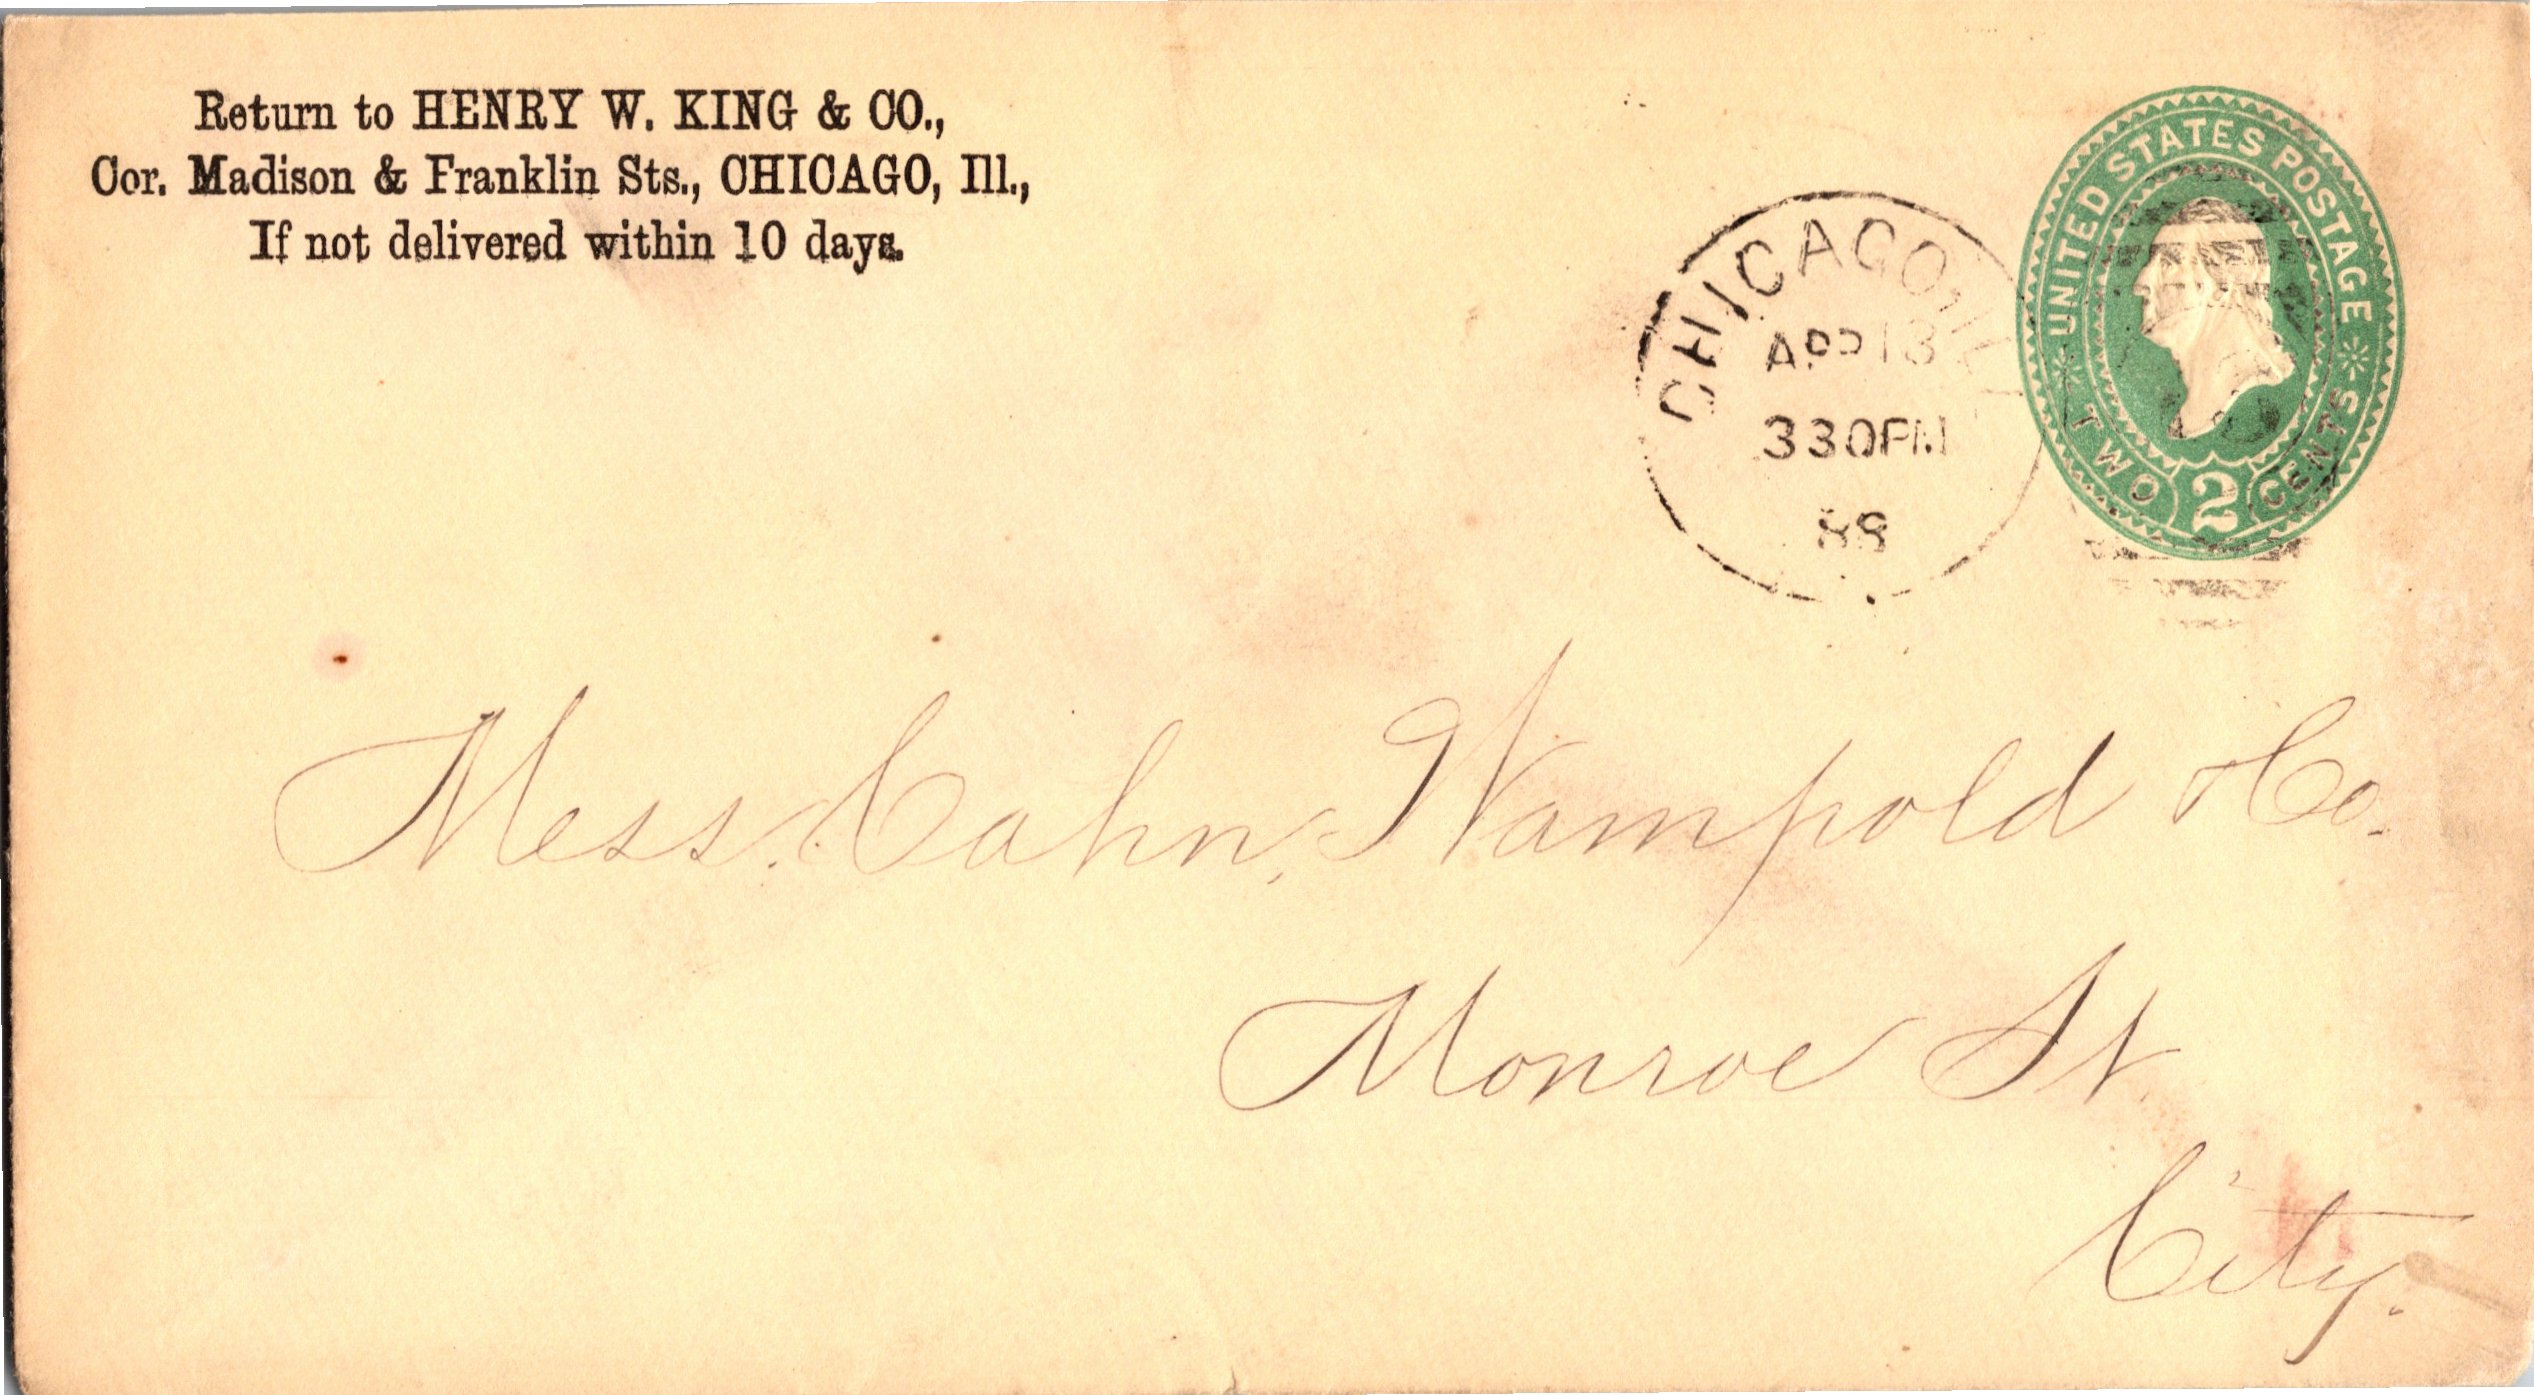 Return to HENRY W. KING & CO.,
Cor. Madison & Franklin Sts., CHICAGO, Ill.,
If not delivered within 10 days.
CHICAGO ILL
APR 13
330PM
88
UNITED STATES POSTAGE
TWO 2 CENTS
Mess. Cahn, Wampold & Co.
Monroe St.
City.